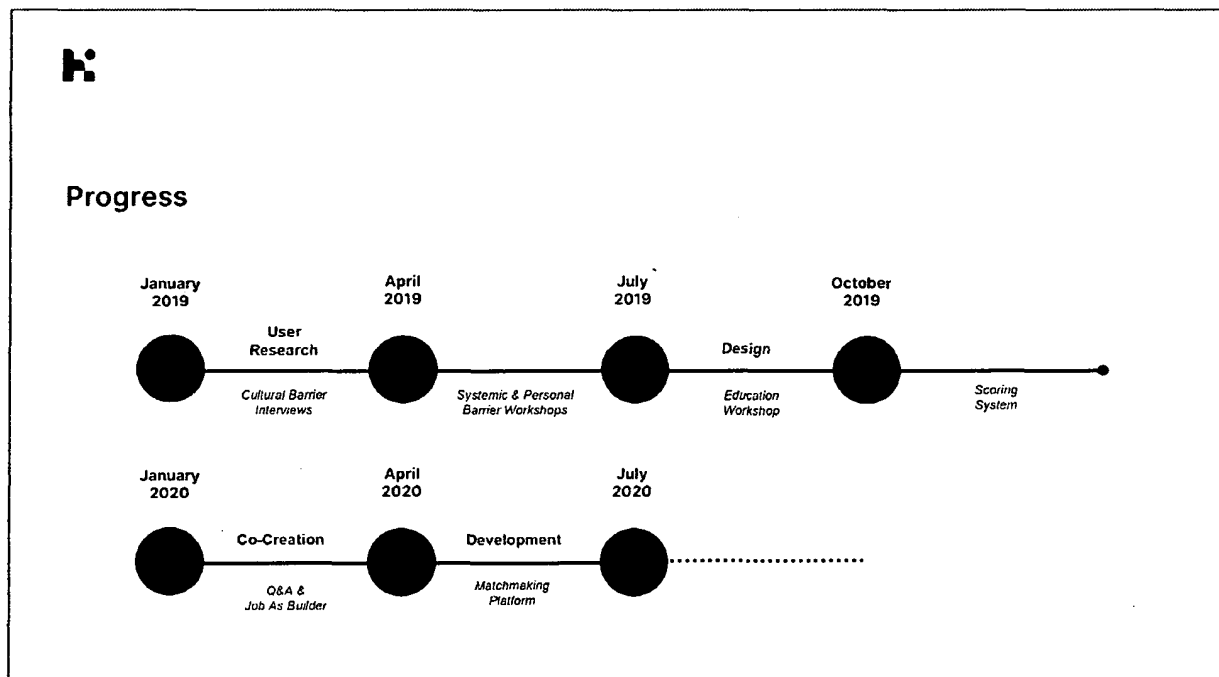 Progress
January
2019
April
2019
July
2019
October
2019
User
Research
Design
Cultural Barrier
Interviews
Systemic & Personal
Barrier Workshops
Education
Workshop
Scoring
System
January
2020
April
2020
July
2020
Co-Creation
Development
Q&A &
Job As Builder
Matchmaking
Platform